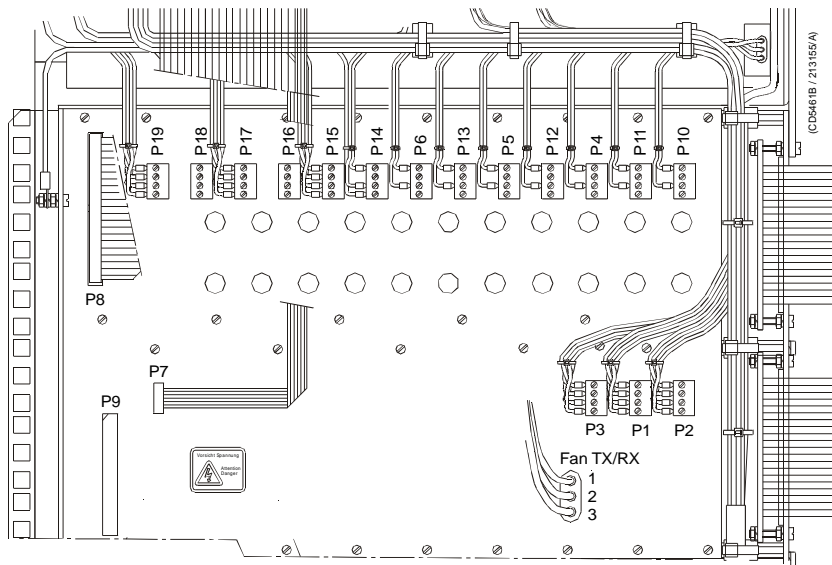 (CD5461B / 213155/A)
P19
P18
P17
P16
P15
P14
P6
P13
P5
P12
P4
P11
P10
P8
P7
P9
P3
P1
P2
Vorsicht Spannung
Attention
Danger
Fan TX/RX
1
2
3